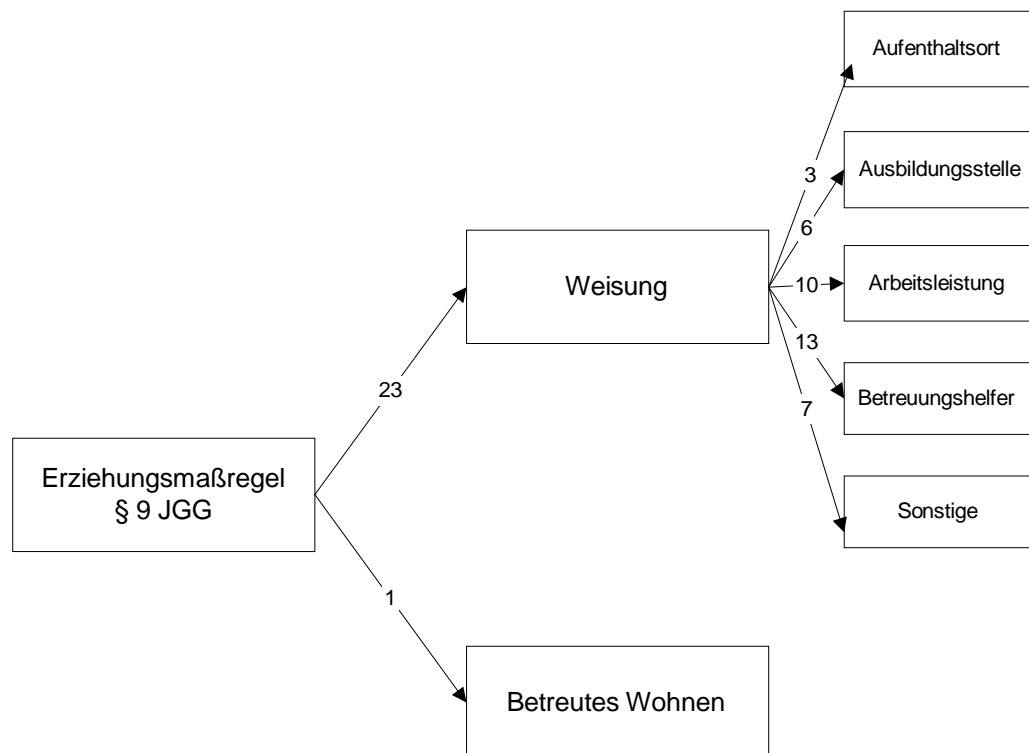 Aufenthaltsort
Ausbildungsstelle
3
6
Weisung
10
Arbeitsleistung
13
23
Betreuungshelfer
7
Erziehungsmaßregel
§ 9 JGG
Sonstige
1
Betreutes Wohnen